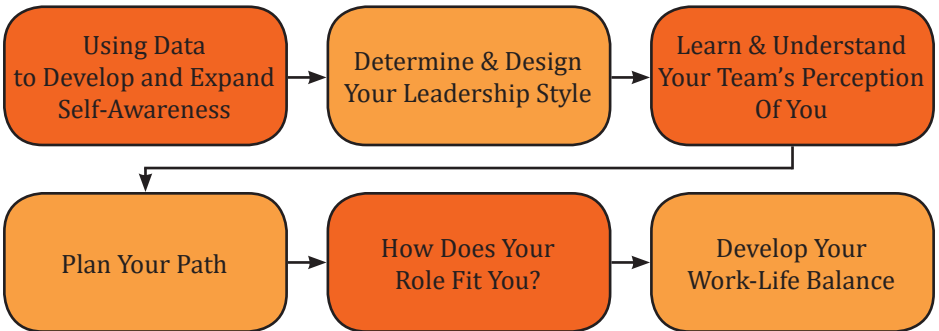 Using Data
to Develop and Expand
Self-Awareness
Determine & Design
Your Leadership Style
Learn & Understand
Your Team’s Perception
Of You
Plan Your Path
How Does Your
Role Fit You?
Develop Your
Work-Life Balance